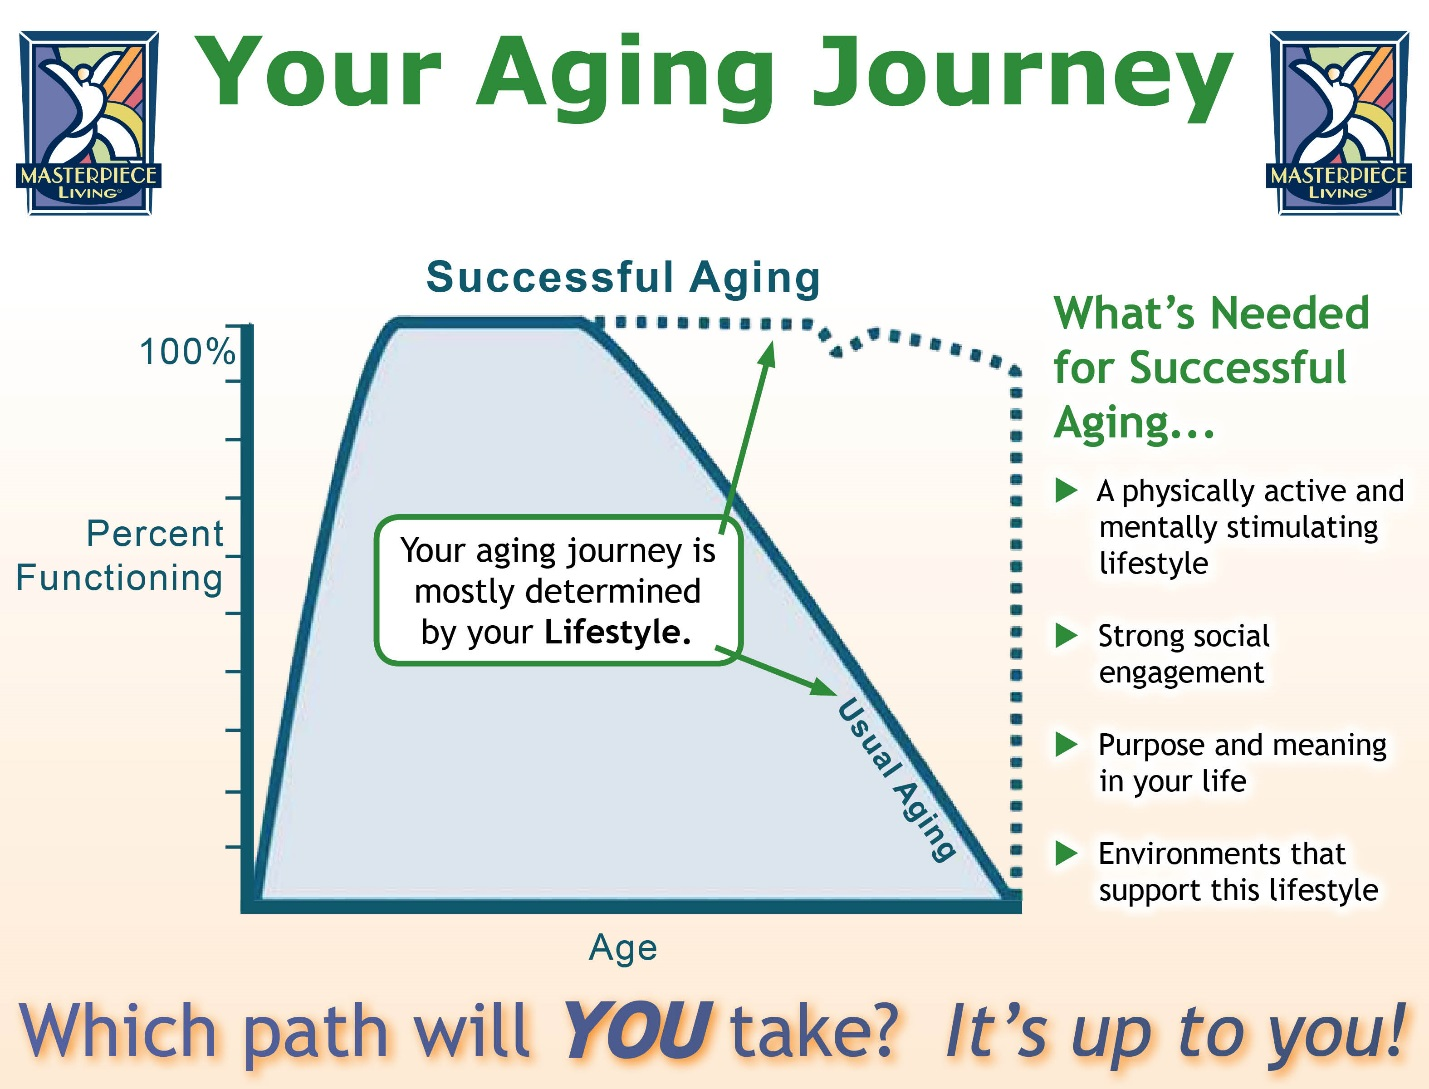 Your Aging Journey
MASTERPIECE
LIVING®
MASTERPIECE
LIVING®
Successful Aging
100%
Percent
Functioning
Your aging journey is
mostly determined
by your Lifestyle.
Usual Aging
Age
What's Needed
for Successful
Aging...
A physically active and
mentally stimulating
lifestyle
Strong social
engagement
Purpose and meaning
in your life
Environments that
support this lifestyle
Which path will YOU take? It's up to you!